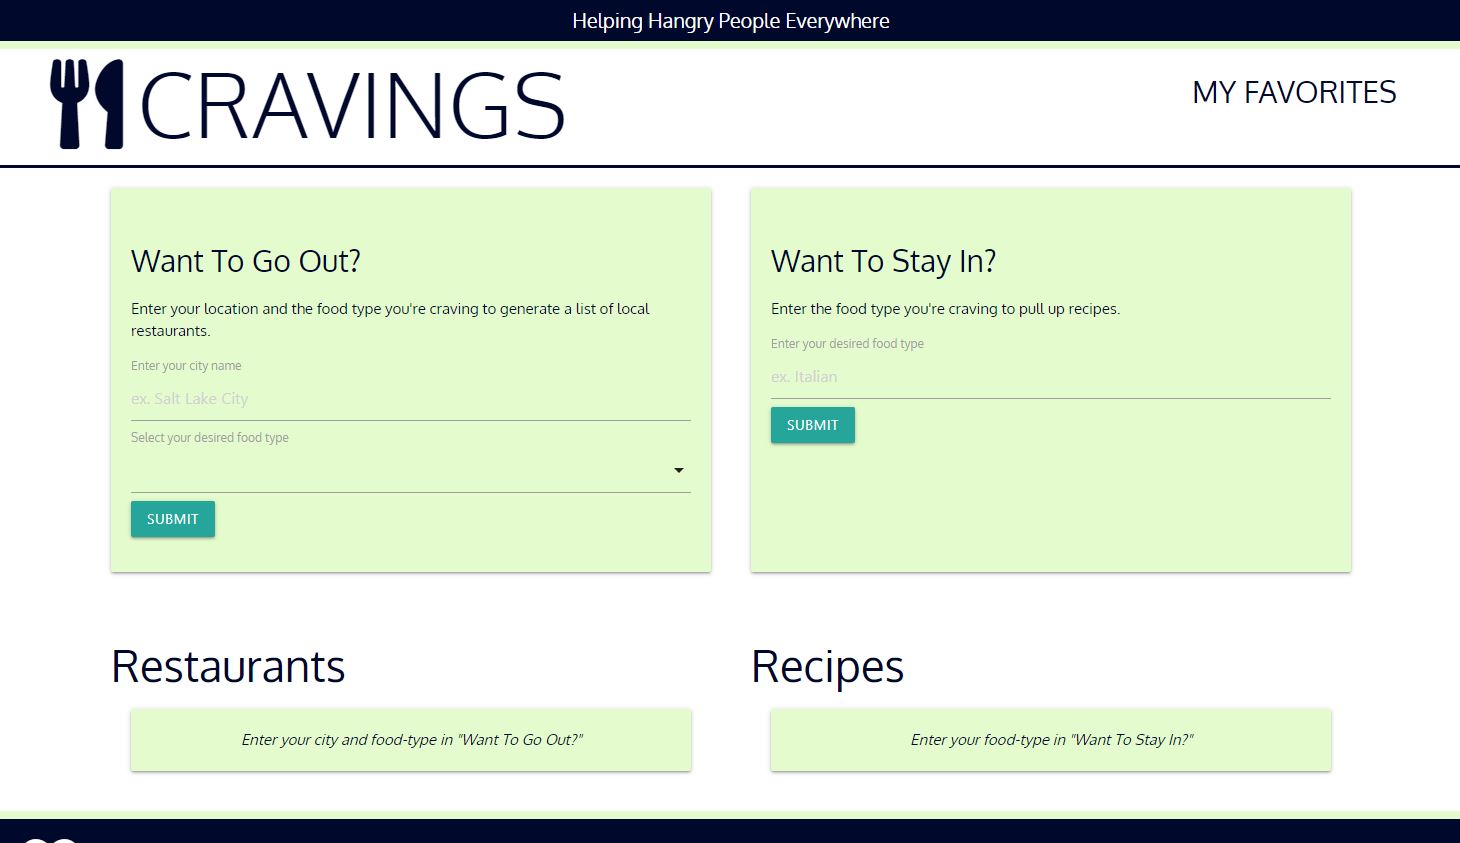 Helping Hangry People Everywhere
CRAVINGS
MY FAVORITES
Want To Go Out?
Enter your location and the food type you're craving to generate a list of local
restaurants.
Enter your city name
ex. Salt Lake City
Select your desired food type
SUBMIT
Want To Stay In?
Enter the food type you're craving to pull up recipes.
Enter your desired food type
ex. Italian
SUBMIT
Restaurants
Enter your city and food-type in "Want To Go Out?"
Recipes
Enter your food-type in "Want To Stay In?"